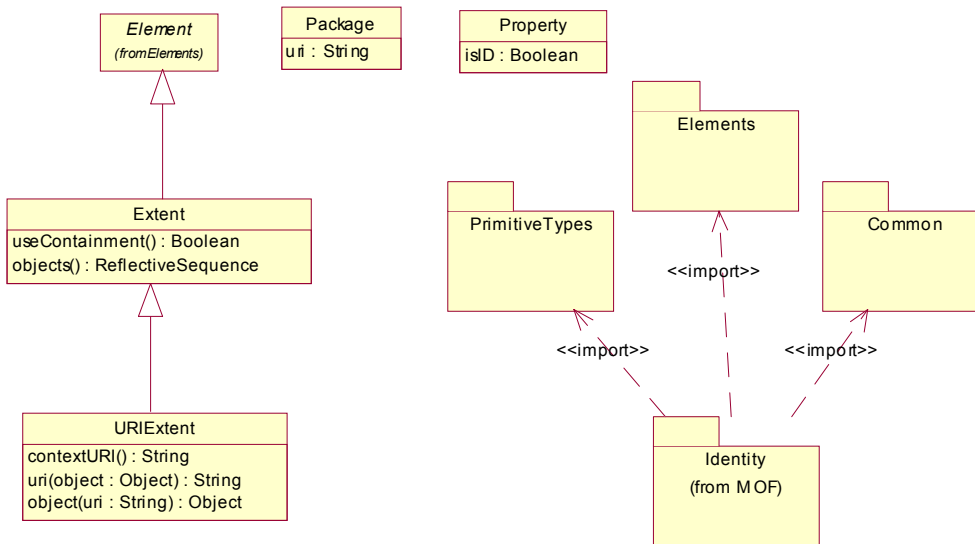 Element
(fromElements)
Package
uri : String
Property
isID : Boolean
Elements
Extent
useContainment() : Boolean
objects() : ReflectiveSequence
PrimitiveTypes
Common
<<import>>
<<import>>
<<import>>
URIExtent
contextURI() : String
uri(object : Object) : String
object(uri : String) : Object
Identity
(from MOF)